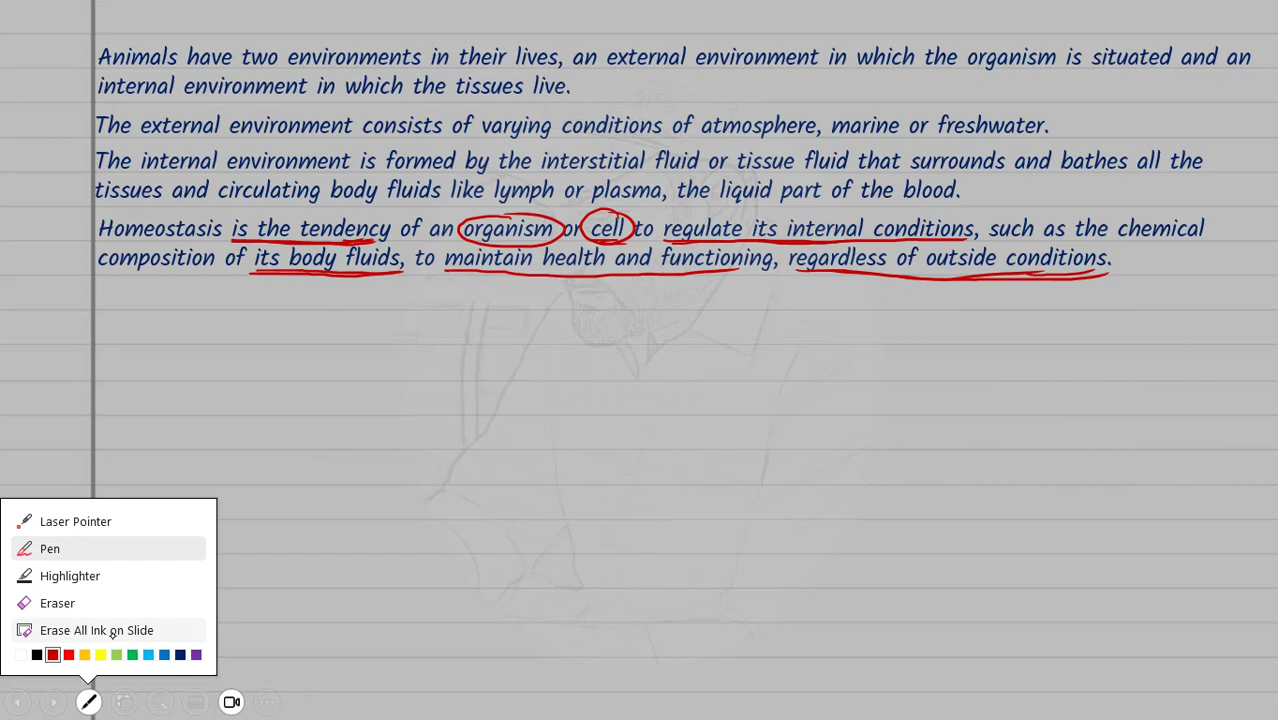 Animals have two environments in their lives, an external environment in which the organism is situated and an
internal environment in which the tissues live.
The external environment consists of varying conditions of atmosphere, marine or freshwater.
The internal environment is formed by the interstitial fluid or tissue fluid that surrounds and bathes all the
tissues and circulating body fluids like lymph or plasma, the liquid part of the blood.
Homeostasis is the tendency of an organism or cell to regulate its internal conditions, such as the chemical
composition of its body fluids, to maintain health and functioning, regardless of outside conditions.
Laser Pointer
Pen
Highlighter
Eraser
Erase All Ink on Slide